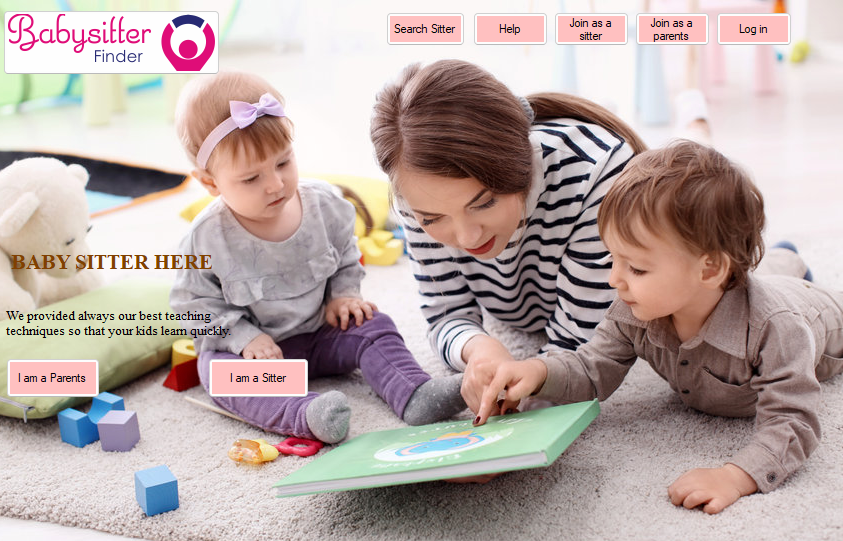 Babysitter
Finder
Search Sitter
Help
Join as a
sitter
Join as a
parents
Log in
BABY SITTER HERE
We provided always our best teaching
techniques so that your kids learn quickly.
I am a Parents
I am a Sitter